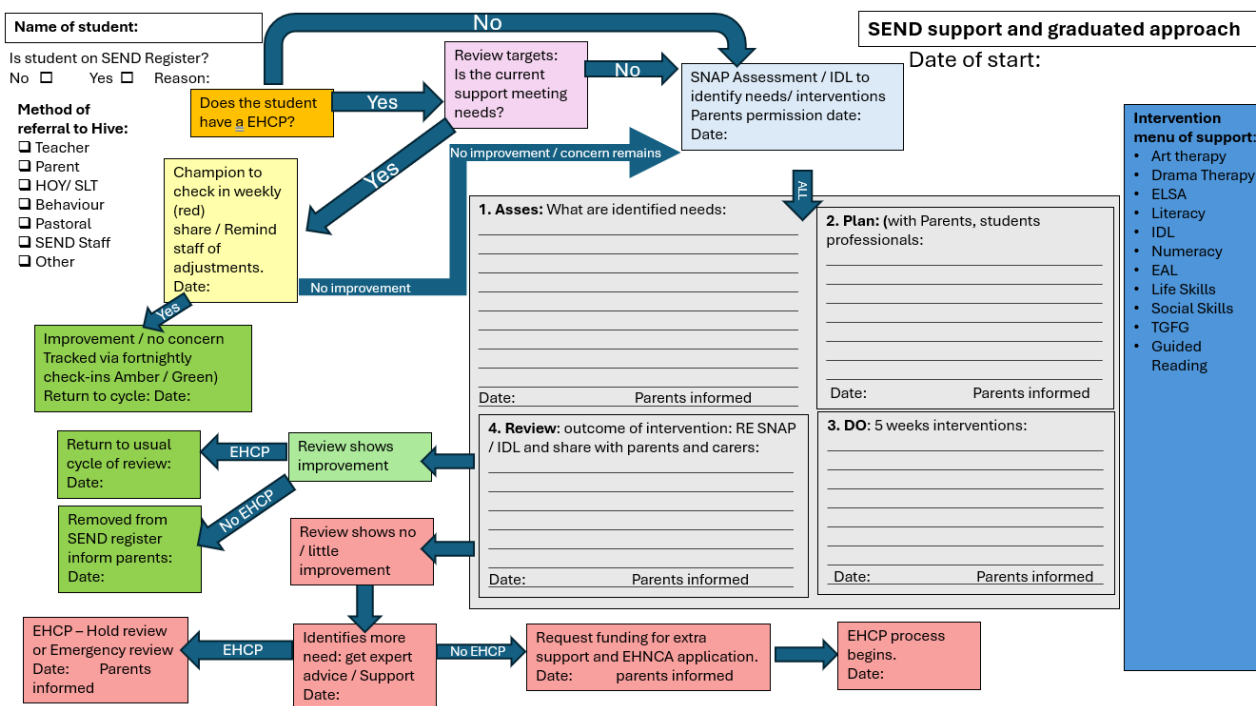 Name of student:
Is student on SEND Register?
No ☐ Yes ☐ Reason:
Method of
referral to Hive:
☐ Teacher
☐ Parent
☐ HOY/ SLT
☐ Behaviour
☐ Pastoral
☐ SEND Staff
☐ Other
No
SEND support and graduated approach
Date of start:
Does the student
have a EHCP?
Yes
Review targets:
Is the current
support meeting
needs?
No
SNAP Assessment / IDL to
identify needs/ interventions
Parents permission date:
Date:
Yes
No improvement / concern remains
Champion to
check in weekly
(red)
share / Remind
staff of
adjustments.
Date:
No improvement
Yes
Improvement / no concern
Tracked via fortnightly
check-ins Amber / Green)
Return to cycle: Date:
ALL
1. Asses: What are identified needs:
Date: Parents informed
2. Plan: (with Parents, students
professionals:
Date: Parents informed
3. DO: 5 weeks interventions:
Date: Parents informed
4. Review: outcome of intervention: RE SNAP
/ IDL and share with parents and carers:
Date: Parents informed
Intervention
menu of support:
• Art therapy
• Drama Therapy
• ELSA
• Literacy
• IDL
• Numeracy
• EAL
• Life Skills
• Social Skills
• TGFG
• Guided
Reading
Review shows
improvement
EHCP
Return to usual
cycle of review:
Date:
No EHCP
Removed from
SEND register
inform parents:
Date:
Review shows no
/ little
improvement
Identifies more
need: get expert
advice / Support
Date:
EHCP
EHCP – Hold review
or Emergency review
Date: Parents
informed
No EHCP
Request funding for extra
support and EHNCA application.
Date: parents informed
EHCP process
begins.
Date: